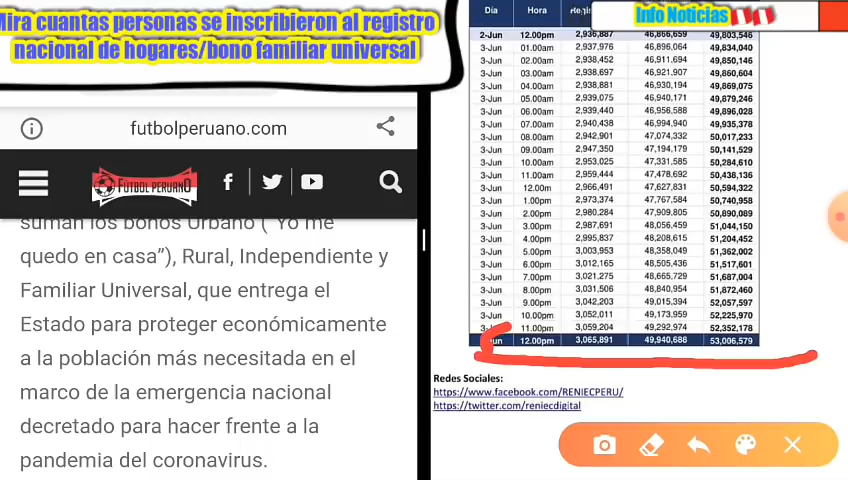 Mira cuantas personas se inscribieron al registro
nacional de hogares/bono familiar universal
Info Noticias
futbolperuano.com
FÚTBOL PERUANO
suman los bonos Urbano ("Yo me
quedo en casa"), Rural, Independiente y
Familiar Universal, que entrega el
Estado para proteger económicamente
a la población más necesitada en el
marco de la emergencia nacional
decretado para hacer frente a la
pandemia del coronavirus.
Día Hora
2-Jun 12.00pm 2,936,887 46,866,659 49,803,546
3-Jun 01.00am 2,937,976 46,896,064 49,834,040
3-Jun 02.00am 2,938,452 46,911,694 49,850,146
3-Jun 03.00am 2,938,697 46,921,907 49,860,604
3-Jun 04.00am 2,938,881 46,930,194 49,869,075
3-Jun 05.00am 2,939,075 46,940,171 49,879,246
3-Jun 06.00am 2,939,440 46,956,588 49,896,028
3-Jun 07.00am 2,940,438 46,994,940 49,935,378
3-Jun 08.00am 2,942,901 47,074,332 50,017,233
3-Jun 09.00am 2,947,350 47,194,179 50,141,529
3-Jun 10.00am 2,953,025 47,331,585 50,284,610
3-Jun 11.00am 2,959,444 47,478,692 50,438,136
3-Jun 12.00m 2,966,491 47,627,831 50,594,322
3-Jun 1.00pm 2,973,374 47,767,584 50,740,958
3-Jun 2.00pm 2,980,284 47,909,805 50,890,089
3-Jun 3.00pm 2,987,691 48,056,459 51,044,150
3-Jun 4.00pm 2,995,837 48,208,615 51,204,452
3-Jun 5.00pm 3,003,953 48,358,049 51,362,002
3-Jun 6.00pm 3,012,165 48,505,436 51,517,601
3-Jun 7.00pm 3,021,275 48,665,729 51,687,004
3-Jun 8.00pm 3,031,506 48,840,954 51,872,460
3-Jun 9.00pm 3,042,203 49,015,394 52,057,597
3-Jun 10.00pm 3,052,011 49,173,959 52,225,970
3-Jun 11.00pm 3,059,204 49,292,974 52,352,178
Jun 12.00pm 3,065,891 49,940,688 53,006,579
Redes Sociales:
https://www.facebook.com/RENIECPERU/
https://twitter.com/reniecdigital